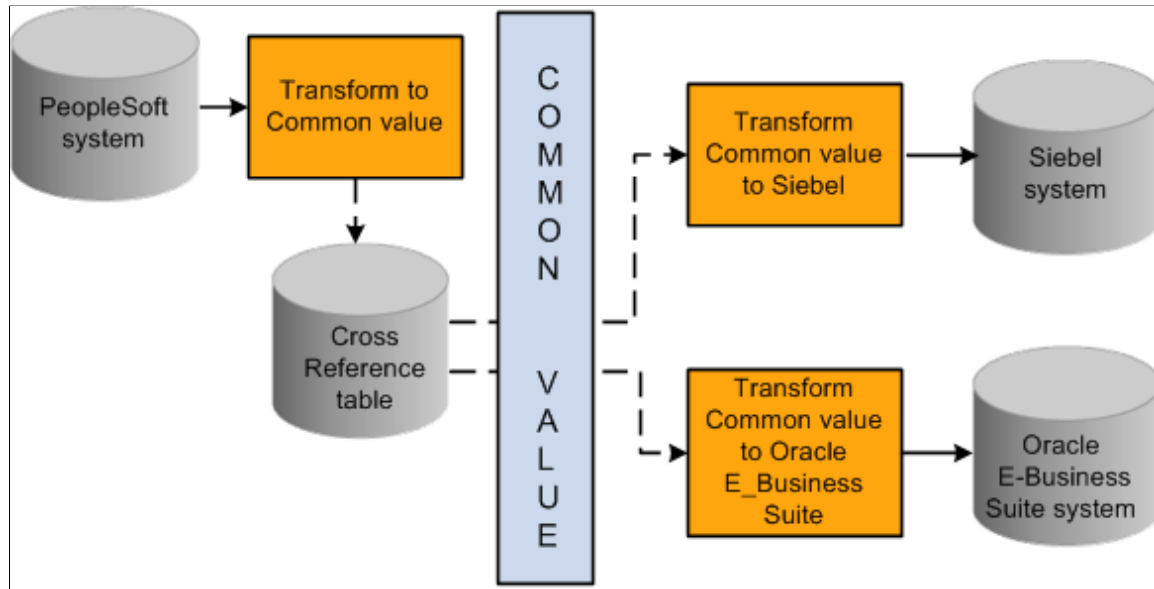 PeopleSoft
system
Transform to
Common value
Cross
Reference
table
C
O
M
M
O
N
V
A
L
U
E
Transform
Common value
to Siebel
Siebel
system
Transform
Common value
to Oracle
E_Business
Suite
Oracle
E-Business
Suite system